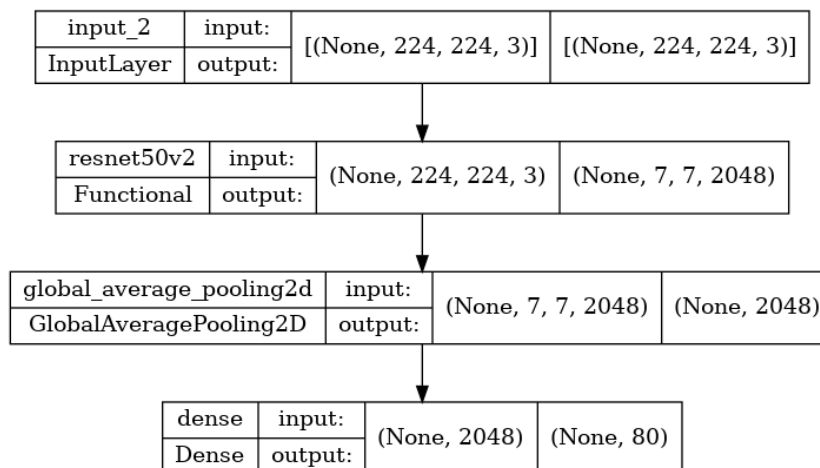 input_2 input: [(None, 224, 224, 3)] [(None, 224, 224, 3)]
InputLayer output:
resnet50v2 input: (None, 224, 224, 3) (None, 7, 7, 2048)
Functional output:
global_average_pooling2d input: (None, 7, 7, 2048) (None, 2048)
GlobalAveragePooling2D output:
dense input: (None, 2048) (None, 80)
Dense output: